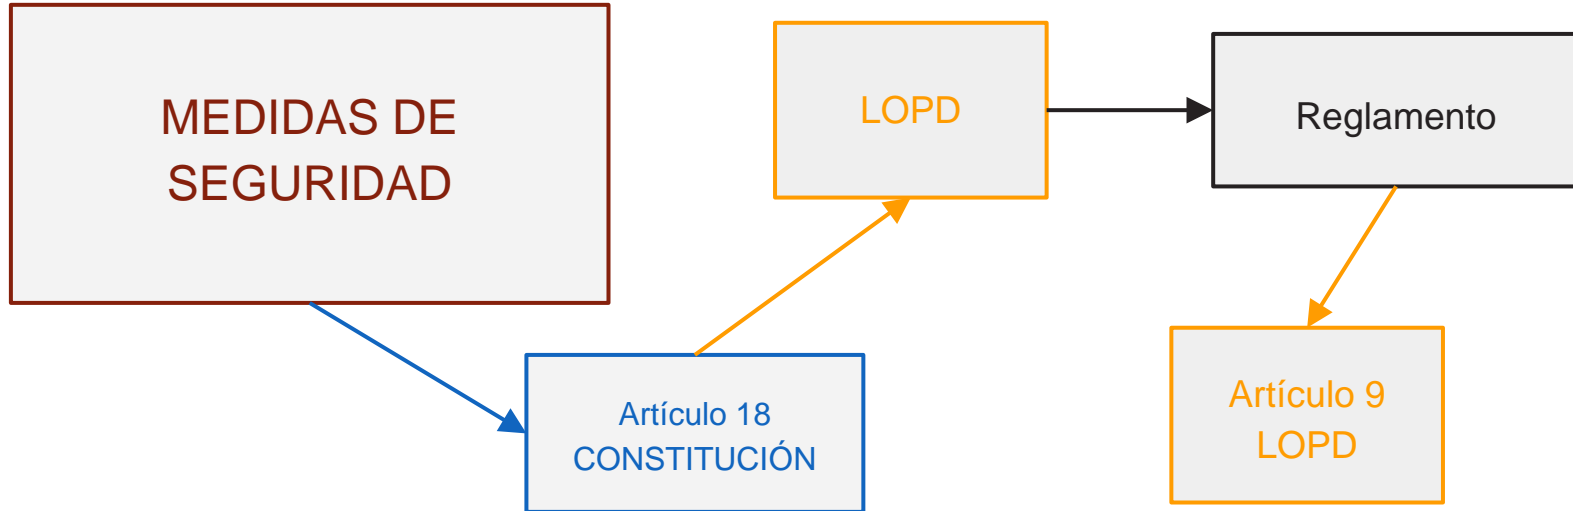 MEDIDAS DE
SEGURIDAD
Artículo 18
CONSTITUCIÓN
LOPD
Reglamento
Artículo 9
LOPD